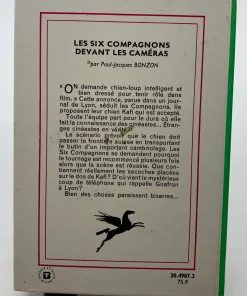 LES SIX COMPAGNONS
DEVANT LES CAMÉRAS
par Paul-Jacques BONZON
"ON demande chien-loup intelligent et
bien dressé pour tenir rôle dans
film. » Cette annonce, parue dans un jour-
nal de Lyon, séduit les Compagnons. Ils
proposent leur chien Kafi qui est accepté.
Toute l'équipe part pour le Jura où elle
fait la connaissance des cinéastes... Étran-
ges cinéastes en vérité
Le scénario prévoit que le chien doit
passer la frontière suisse en transportant
le butin d'un important cambriolage. Les
Six Compagnons se demandent pourquoi
le tournage est recommencé plusieurs fois
alors que la scène est réussie. Que con-
tiennent réellement les sacoches placées
sur le dos de Kafi ? D'où vient le mystérieux
coup de téléphone qui rappelle Gnafron
à Lyon ?
Bien des choses paraissent bizarres...
20.4987.2
75.9